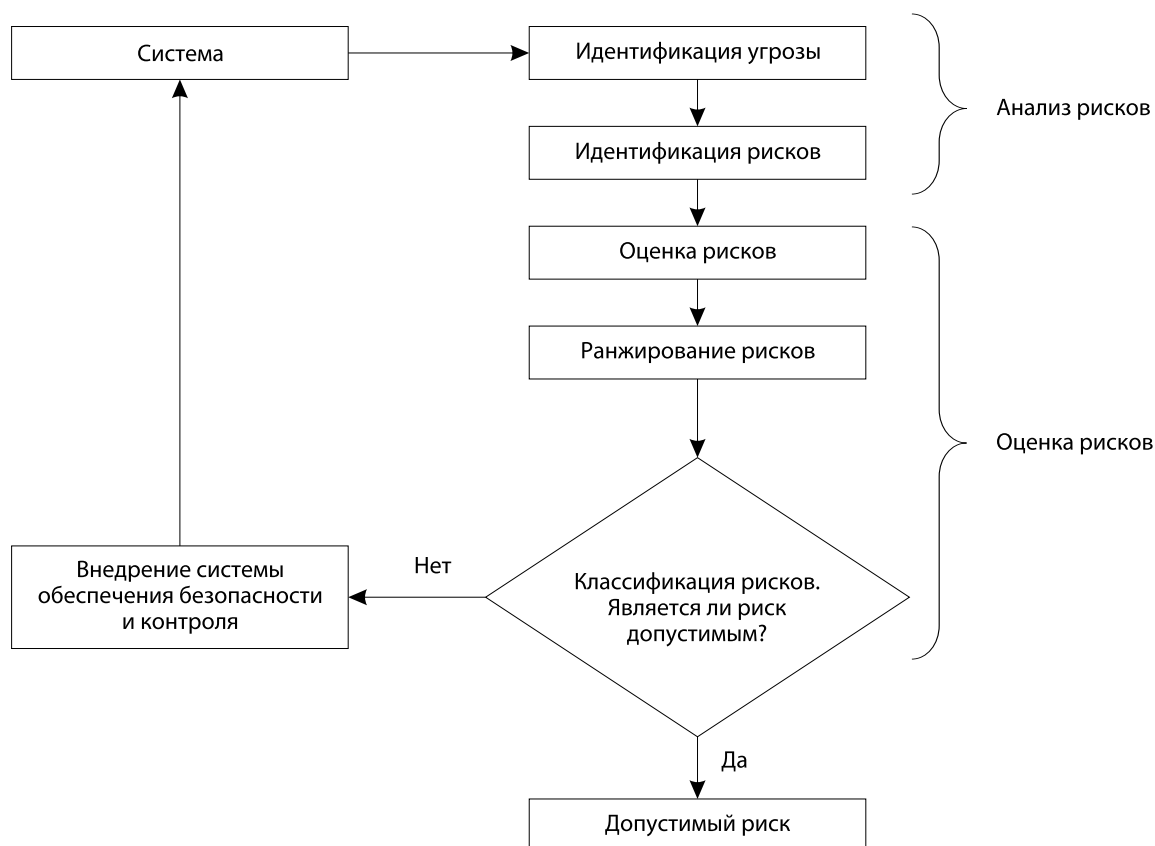 Система
Идентификация угрозы
Анализ рисков
Идентификация рисков
Оценка рисков
Ранжирование рисков
Оценка рисков
Внедрение системы
обеспечения безопасности
и контроля
Нет
Классификация рисков.
Является ли риск
допустимым?
Да
Допустимый риск